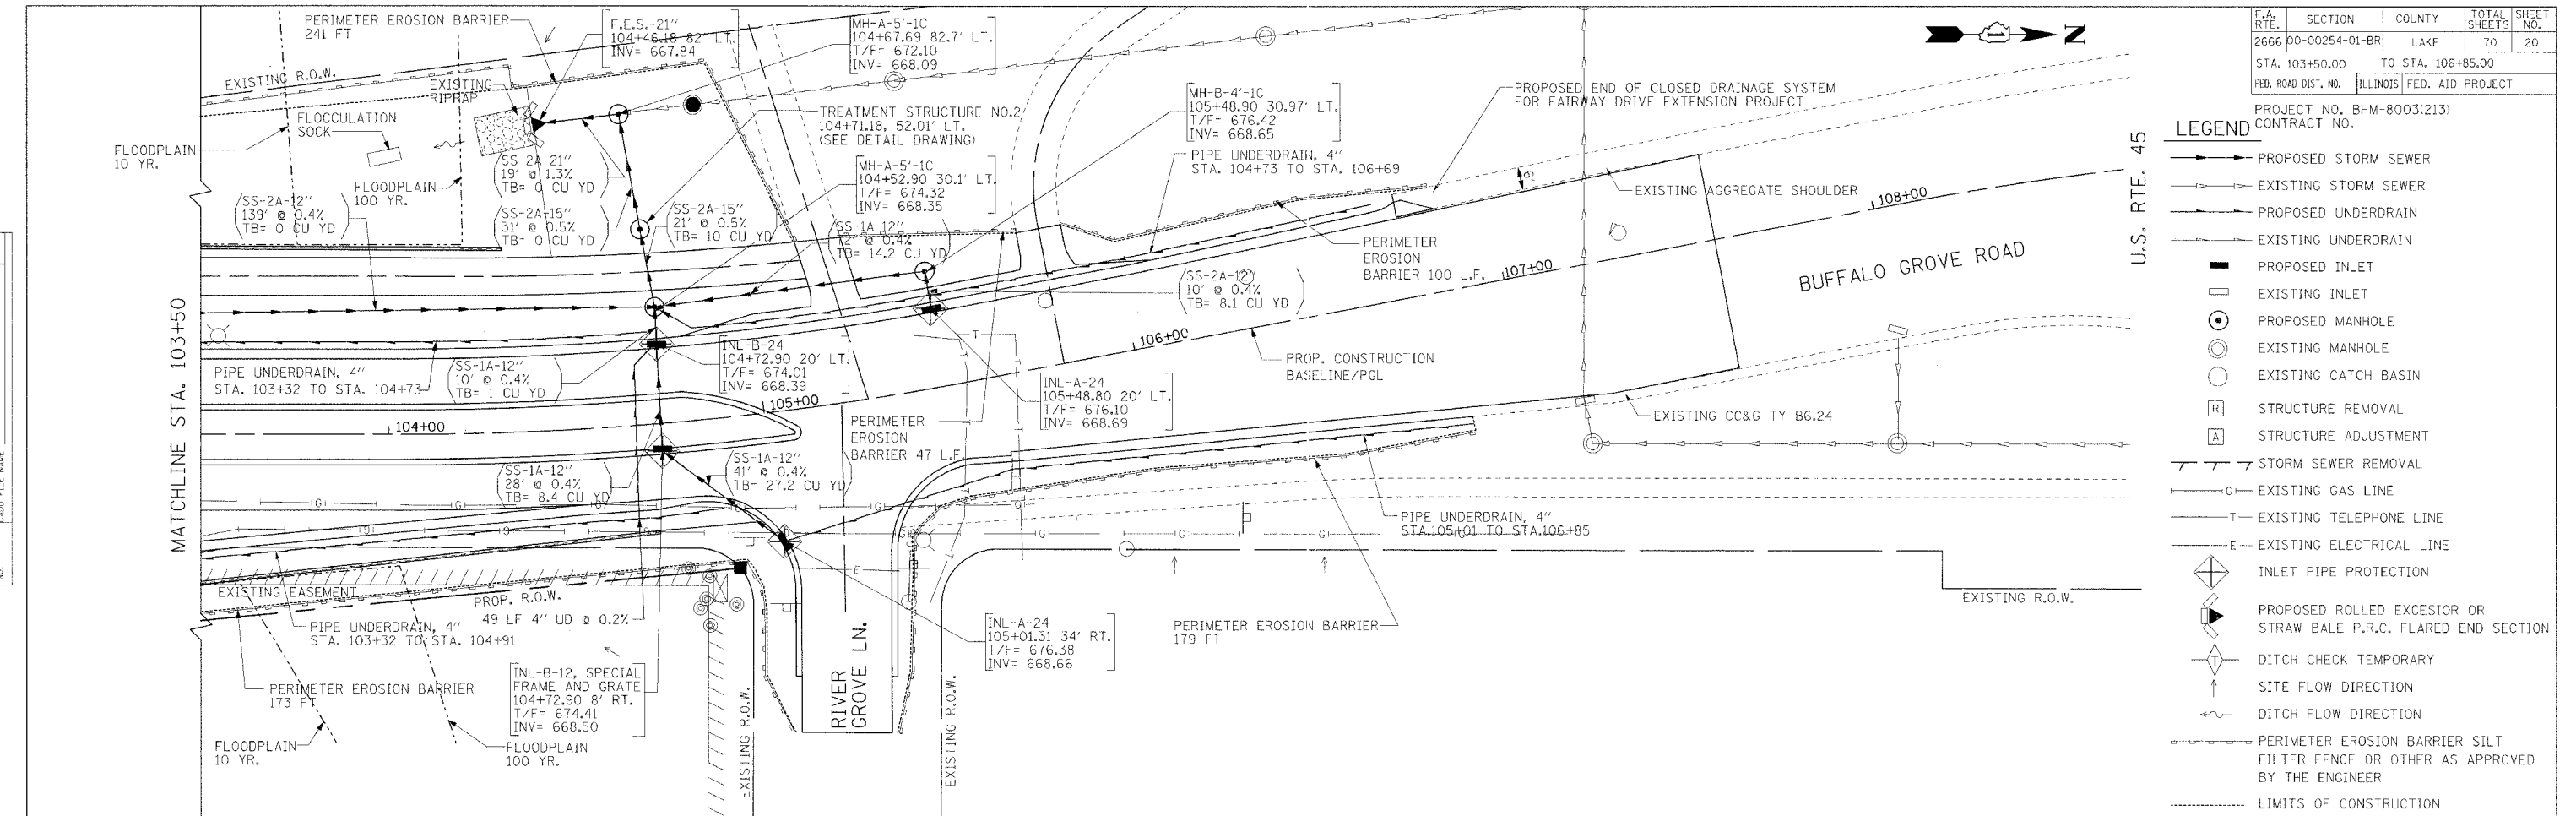 PERIMETER EROSION BARRIER
241 FT
F.E.S.-21"
104+46.18 82' LT.
INV= 667.84
MH-A-5'-1C
104+67.69 82.7' LT.
T/F= 672.10
INV= 668.09
EXISTING R.O.W.
EXISTING
RIPRAP
FLOCCULATION
SOCK
FLOODPLAIN
10 YR.
FLOODPLAIN
100 YR.
TREATMENT STRUCTURE NO.2
104+71.18, 52.01' LT.
(SEE DETAIL DRAWING)
MH-A-5'-1C
104+52.90 30.1' LT.
T/F= 674.32
INV= 668.35
MH-B-4'-1C
105+48.90 30.97' LT.
T/F= 676.42
INV= 668.65
PIPE UNDERDRAIN, 4"
STA. 104+73 TO STA. 106+69
PROPOSED END OF CLOSED DRAINAGE SYSTEM
FOR FAIRWAY DRIVE EXTENSION PROJECT
EXISTING AGGREGATE SHOULDER
SS-2A-12"
139' @ 0.4%
TB= 0 CU YD
SS-2A-21"
19' @ 1.3%
TB= 0 CU YD
SS-2A-15"
31' @ 0.5%
TB= 0 CU YD
SS-2A-15"
21' @ 0.5%
TB= 10 CU YD
SS-1A-12"
@ 0.4%
TB= 14.2 CU YD
SS-2A-12"
10' @ 0.4%
TB= 8.1 CU YD
PERIMETER
EROSION
BARRIER 100 L.F.
106+00
107+00
108+00
BUFFALO GROVE ROAD
U.S. RTE. 45
MATCHLINE STA. 103+50
PIPE UNDERDRAIN, 4"
STA. 103+32 TO STA. 104+73
SS-1A-12"
10' @ 0.4%
TB= 1 CU YD
INL-B-24
104+72.90 20' LT.
T/F= 674.01
INV= 668.39
INL-A-24
105+48.80 20' LT.
T/F= 676.10
INV= 668.69
PROP. CONSTRUCTION
BASELINE/PGL
104+00
105+00
PERIMETER
EROSION
BARRIER 47 L.F.
EXISTING CC&G TY B6.24
SS-1A-12"
28' @ 0.4%
TB= 8.4 CU YD
SS-1A-12"
41' @ 0.4%
TB= 27.2 CU YD
PIPE UNDERDRAIN, 4"
STA.105+01 TO STA.106+85
EXISTING EASEMENT
PROP. R.O.W.
49 LF 4" UD @ 0.2%
PIPE UNDERDRAIN, 4"
STA. 103+32 TO STA. 104+91
INL-A-24
105+01.31 34' RT.
T/F= 676.38
INV= 668.66
PERIMETER EROSION BARRIER
179 FT
EXISTING R.O.W.
PERIMETER EROSION BARRIER
173 FT
INL-B-12, SPECIAL
FRAME AND GRATE
104+72.90 8' RT.
T/F= 674.41
INV= 668.50
FLOODPLAIN
10 YR.
FLOODPLAIN
100 YR.
EXISTING R.O.W.
RIVER
GROVE LN.
EXISTING R.O.W.
F.A. RTE. SECTION COUNTY TOTAL SHEETS SHEET NO.
2666 00-00254-01-BR LAKE 70 20
STA. 103+50.00 TO STA. 106+85.00
FED. ROAD DIST. NO. ILLINOIS FED. AID PROJECT
PROJECT NO. BHM-8003(213)
CONTRACT NO.
LEGEND
PROPOSED STORM SEWER
EXISTING STORM SEWER
PROPOSED UNDERDRAIN
EXISTING UNDERDRAIN
PROPOSED INLET
EXISTING INLET
PROPOSED MANHOLE
EXISTING MANHOLE
EXISTING CATCH BASIN
R STRUCTURE REMOVAL
A STRUCTURE ADJUSTMENT
STORM SEWER REMOVAL
G EXISTING GAS LINE
T EXISTING TELEPHONE LINE
E EXISTING ELECTRICAL LINE
INLET PIPE PROTECTION
PROPOSED ROLLED EXCESIOR OR
STRAW BALE P.R.C. FLARED END SECTION
T DITCH CHECK TEMPORARY
SITE FLOW DIRECTION
DITCH FLOW DIRECTION
PERIMETER EROSION BARRIER SILT
FILTER FENCE OR OTHER AS APPROVED
BY THE ENGINEER
LIMITS OF CONSTRUCTION